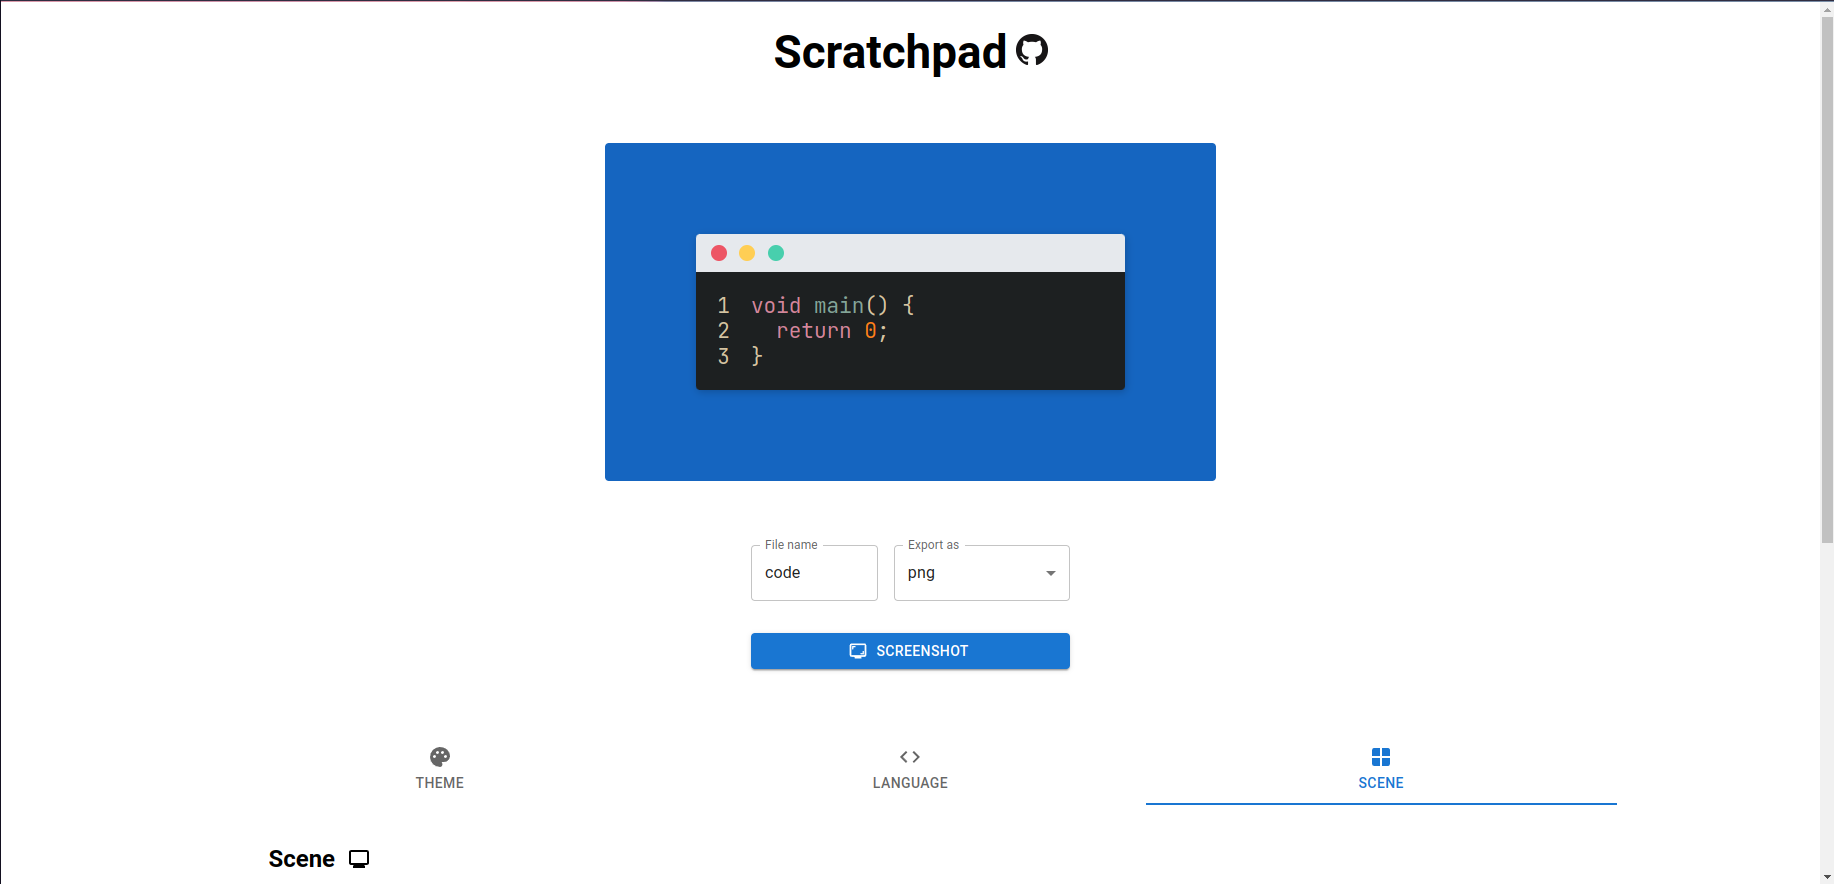 Scratchpad
1 void main() {
2   return 0;
3 }
File name
code
Export as
png
SCREENSHOT
THEME
LANGUAGE
SCENE
Scene